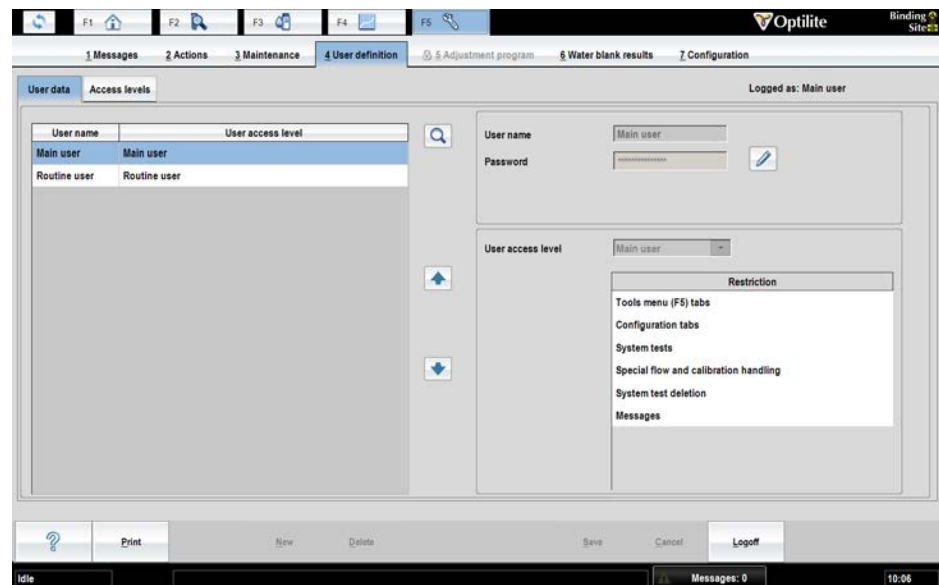 F1 F2 F3 F4 F5 Optilite Binding Site
1 Messages 2 Actions 3 Maintenance 4 User definition 5 Adjustment program 6 Water blank results 7 Configuration
User data Access levels Logged as: Main user
User name User access level
Main user Main user
Routine user Routine user
User name Main user
Password **************
User access level Main user
Restriction
Tools menu (F5) tabs
Configuration tabs
System tests
Special flow and calibration handling
System test deletion
Messages
? Print New Delete Save Cancel Logoff
Idle Messages: 0 10:06